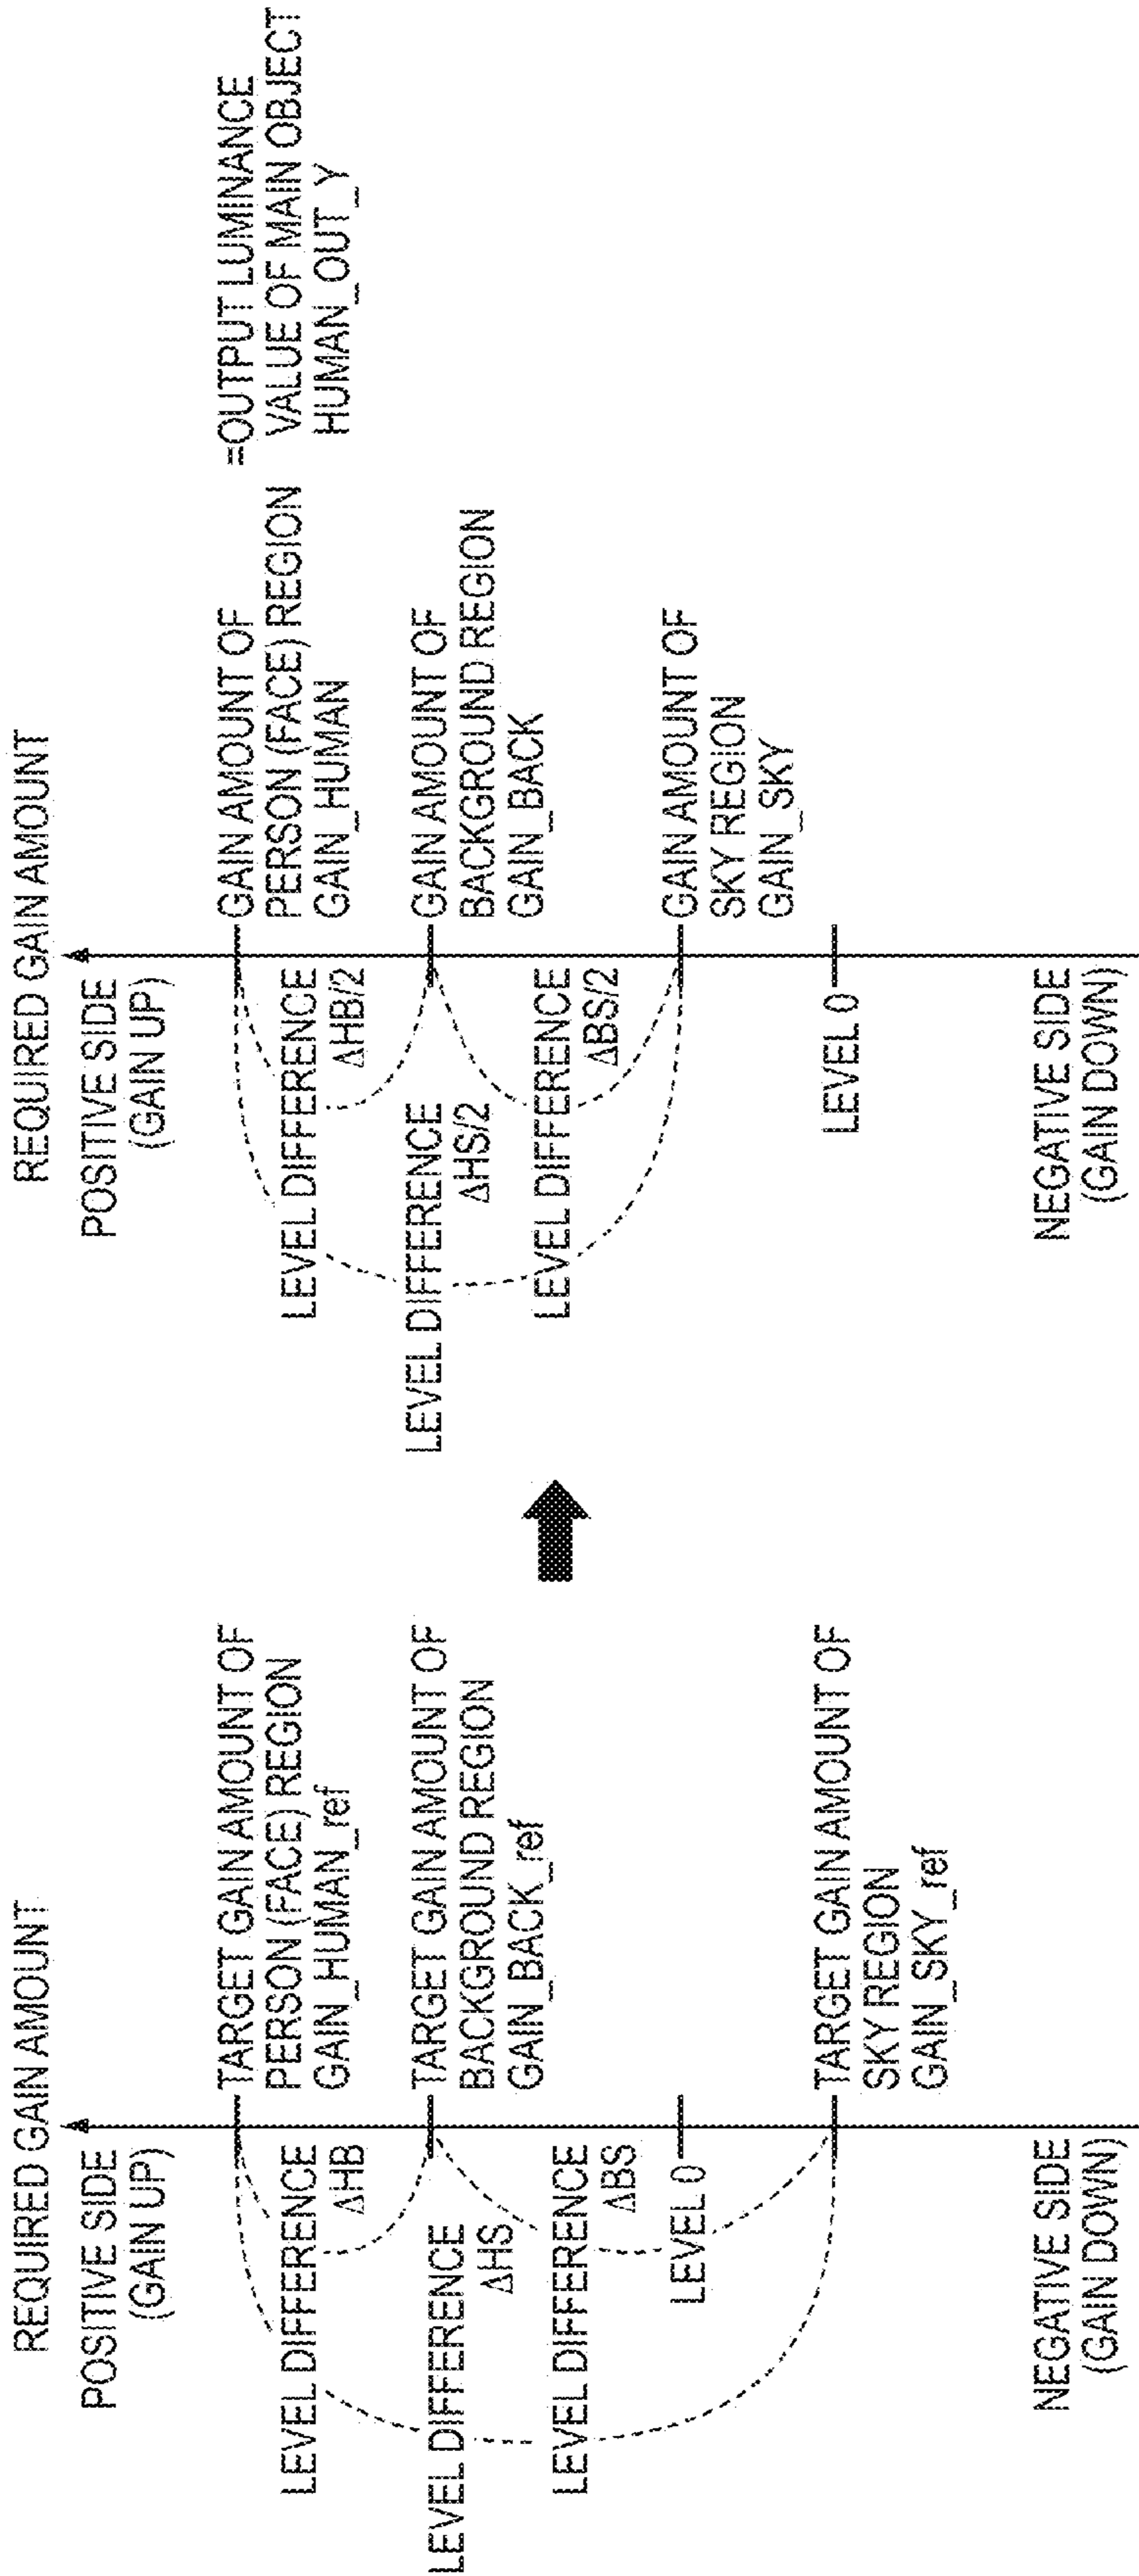 REQUIRED GAIN AMOUNT
POSITIVE SIDE
(GAIN UP)
TARGET GAIN AMOUNT OF
PERSON (FACE) REGION
GAIN_HUMAN_ref
LEVEL DIFFERENCE
ΔHB
TARGET GAIN AMOUNT OF
BACKGROUND REGION
GAIN_BACK_ref
LEVEL DIFFERENCE
ΔHS
LEVEL DIFFERENCE
ΔBS
LEVEL 0
TARGET GAIN AMOUNT OF
SKY REGION
GAIN_SKY_ref
NEGATIVE SIDE
(GAIN DOWN)
REQUIRED GAIN AMOUNT
POSITIVE SIDE
(GAIN UP)
GAIN AMOUNT OF
PERSON (FACE) REGION
GAIN_HUMAN
=OUTPUT LUMINANCE
VALUE OF MAIN OBJECT
HUMAN_OUT_Y
LEVEL DIFFERENCE
ΔHB/2
GAIN AMOUNT OF
BACKGROUND REGION
GAIN_BACK
LEVEL DIFFERENCE
ΔHS/2
LEVEL DIFFERENCE
ΔBS/2
GAIN AMOUNT OF
SKY REGION
GAIN_SKY
LEVEL 0
NEGATIVE SIDE
(GAIN DOWN)